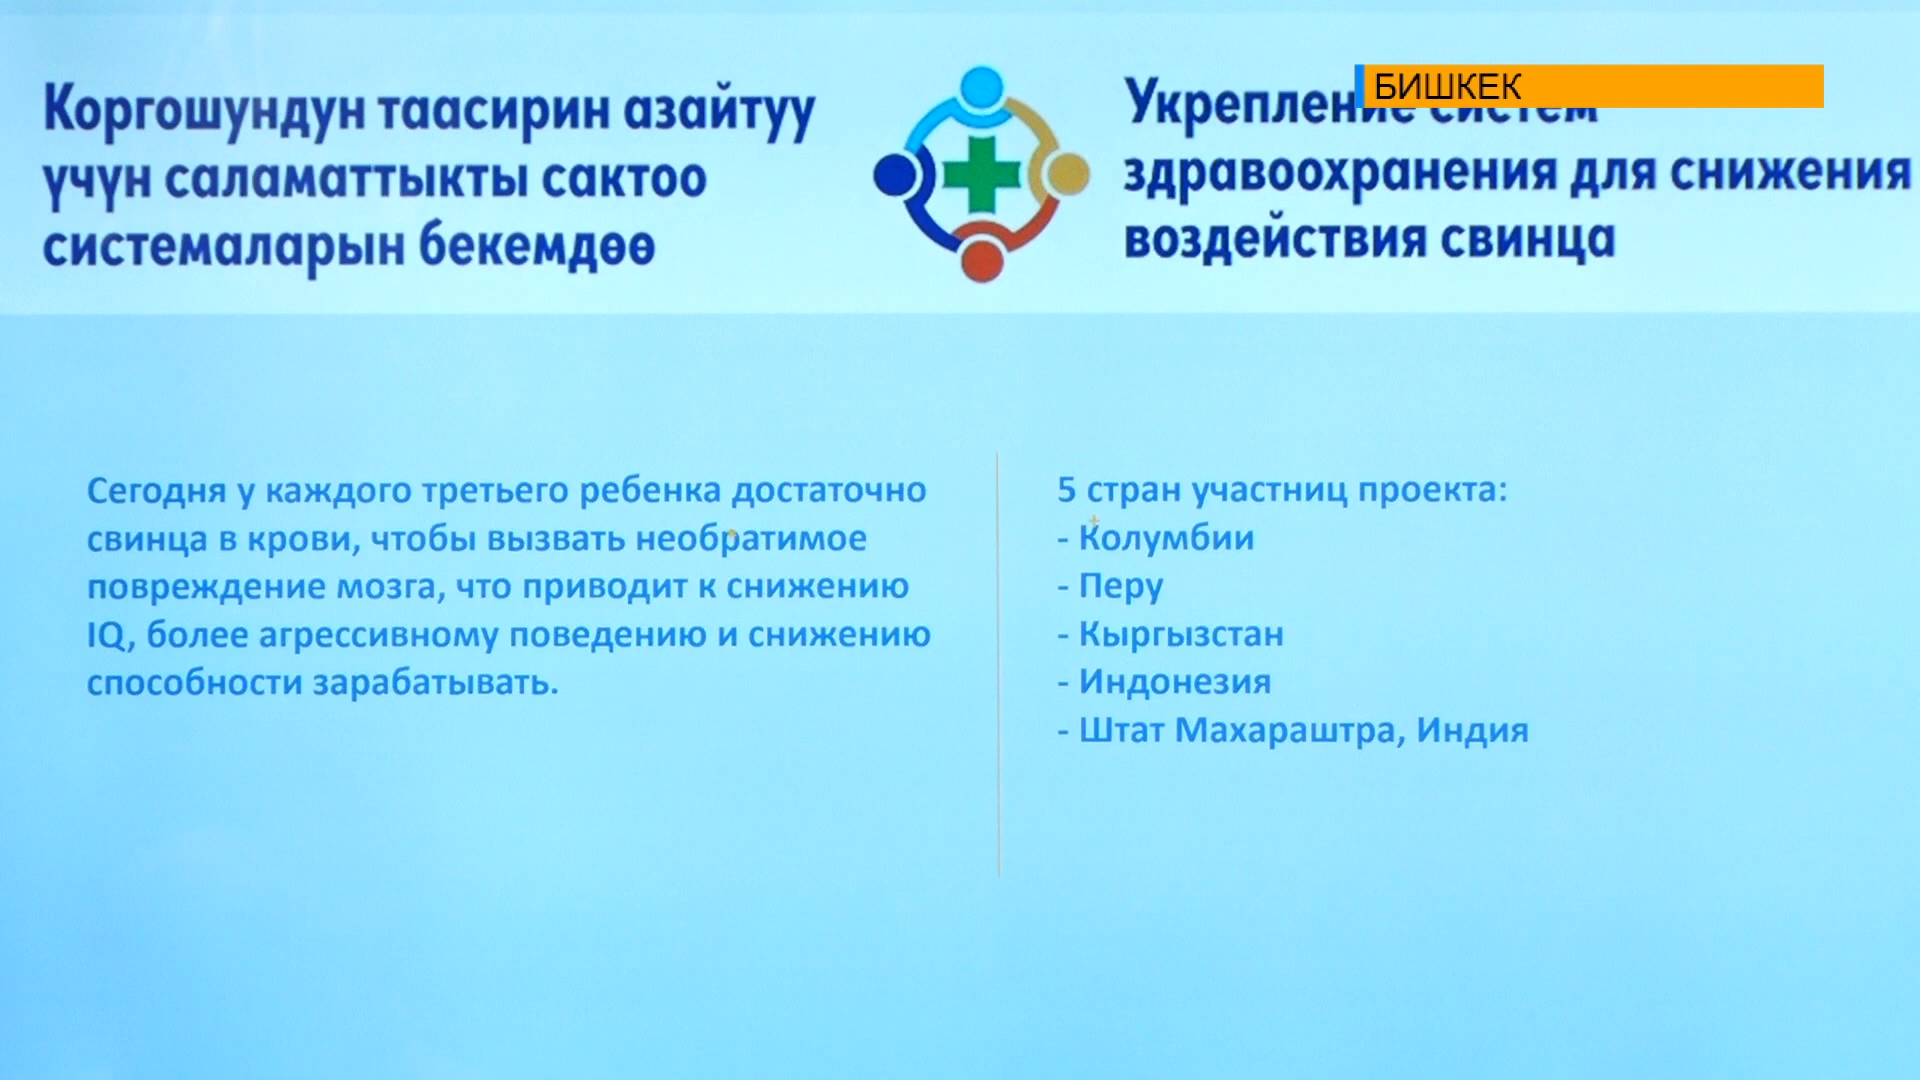 Коргошундун таасирин азайтуу
үчүн саламаттыкты сактоо
системаларын бекемдөө
БИШКЕК
Укрепление систем
здравоохранения для снижения
воздействия свинца
Сегодня у каждого третьего ребенка достаточно
свинца в крови, чтобы вызвать необратимое
повреждение мозга, что приводит к снижению
IQ, более агрессивному поведению и снижению
способности зарабатывать.
5 стран участниц проекта:
- Колумбии
- Перу
- Кыргызстан
- Индонезия
- Штат Махараштра, Индия